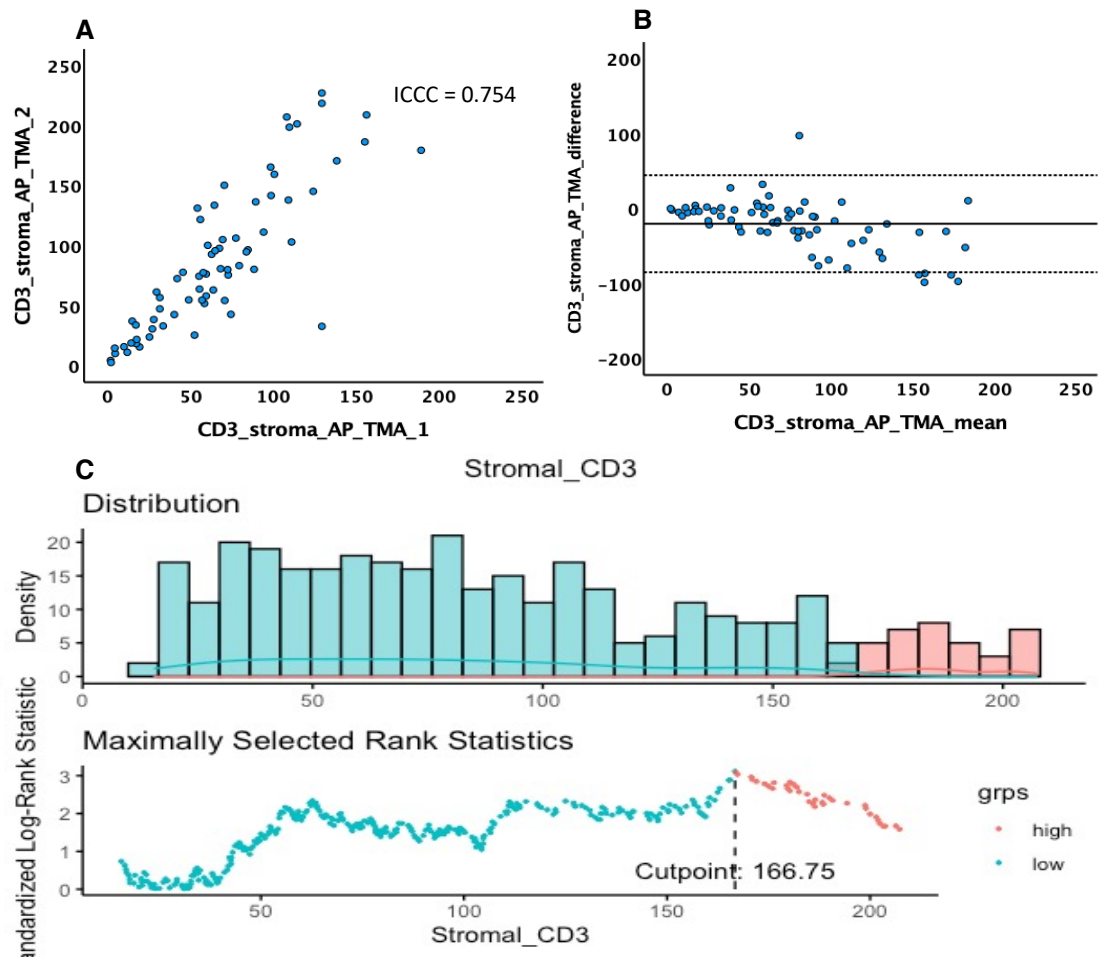 A
250
200
150
100
50
0
CD3_stroma_AP_TMA_2
ICCC = 0.754
0 50 100 150 200 250
CD3_stroma_AP_TMA_1
B
200
100
0
−100
−200
CD3_stroma_AP_TMA_difference
0 50 100 150 200 250
CD3_stroma_AP_TMA_mean
C
Stromal_CD3
Distribution
20
15
10
5
0
Density
0 50 100 150 200
Maximally Selected Rank Statistics
3
2
1
0
andardized Log-Rank Statistic
Cutpoint: 166.75
50 100 150 200
Stromal_CD3
grps
high
low